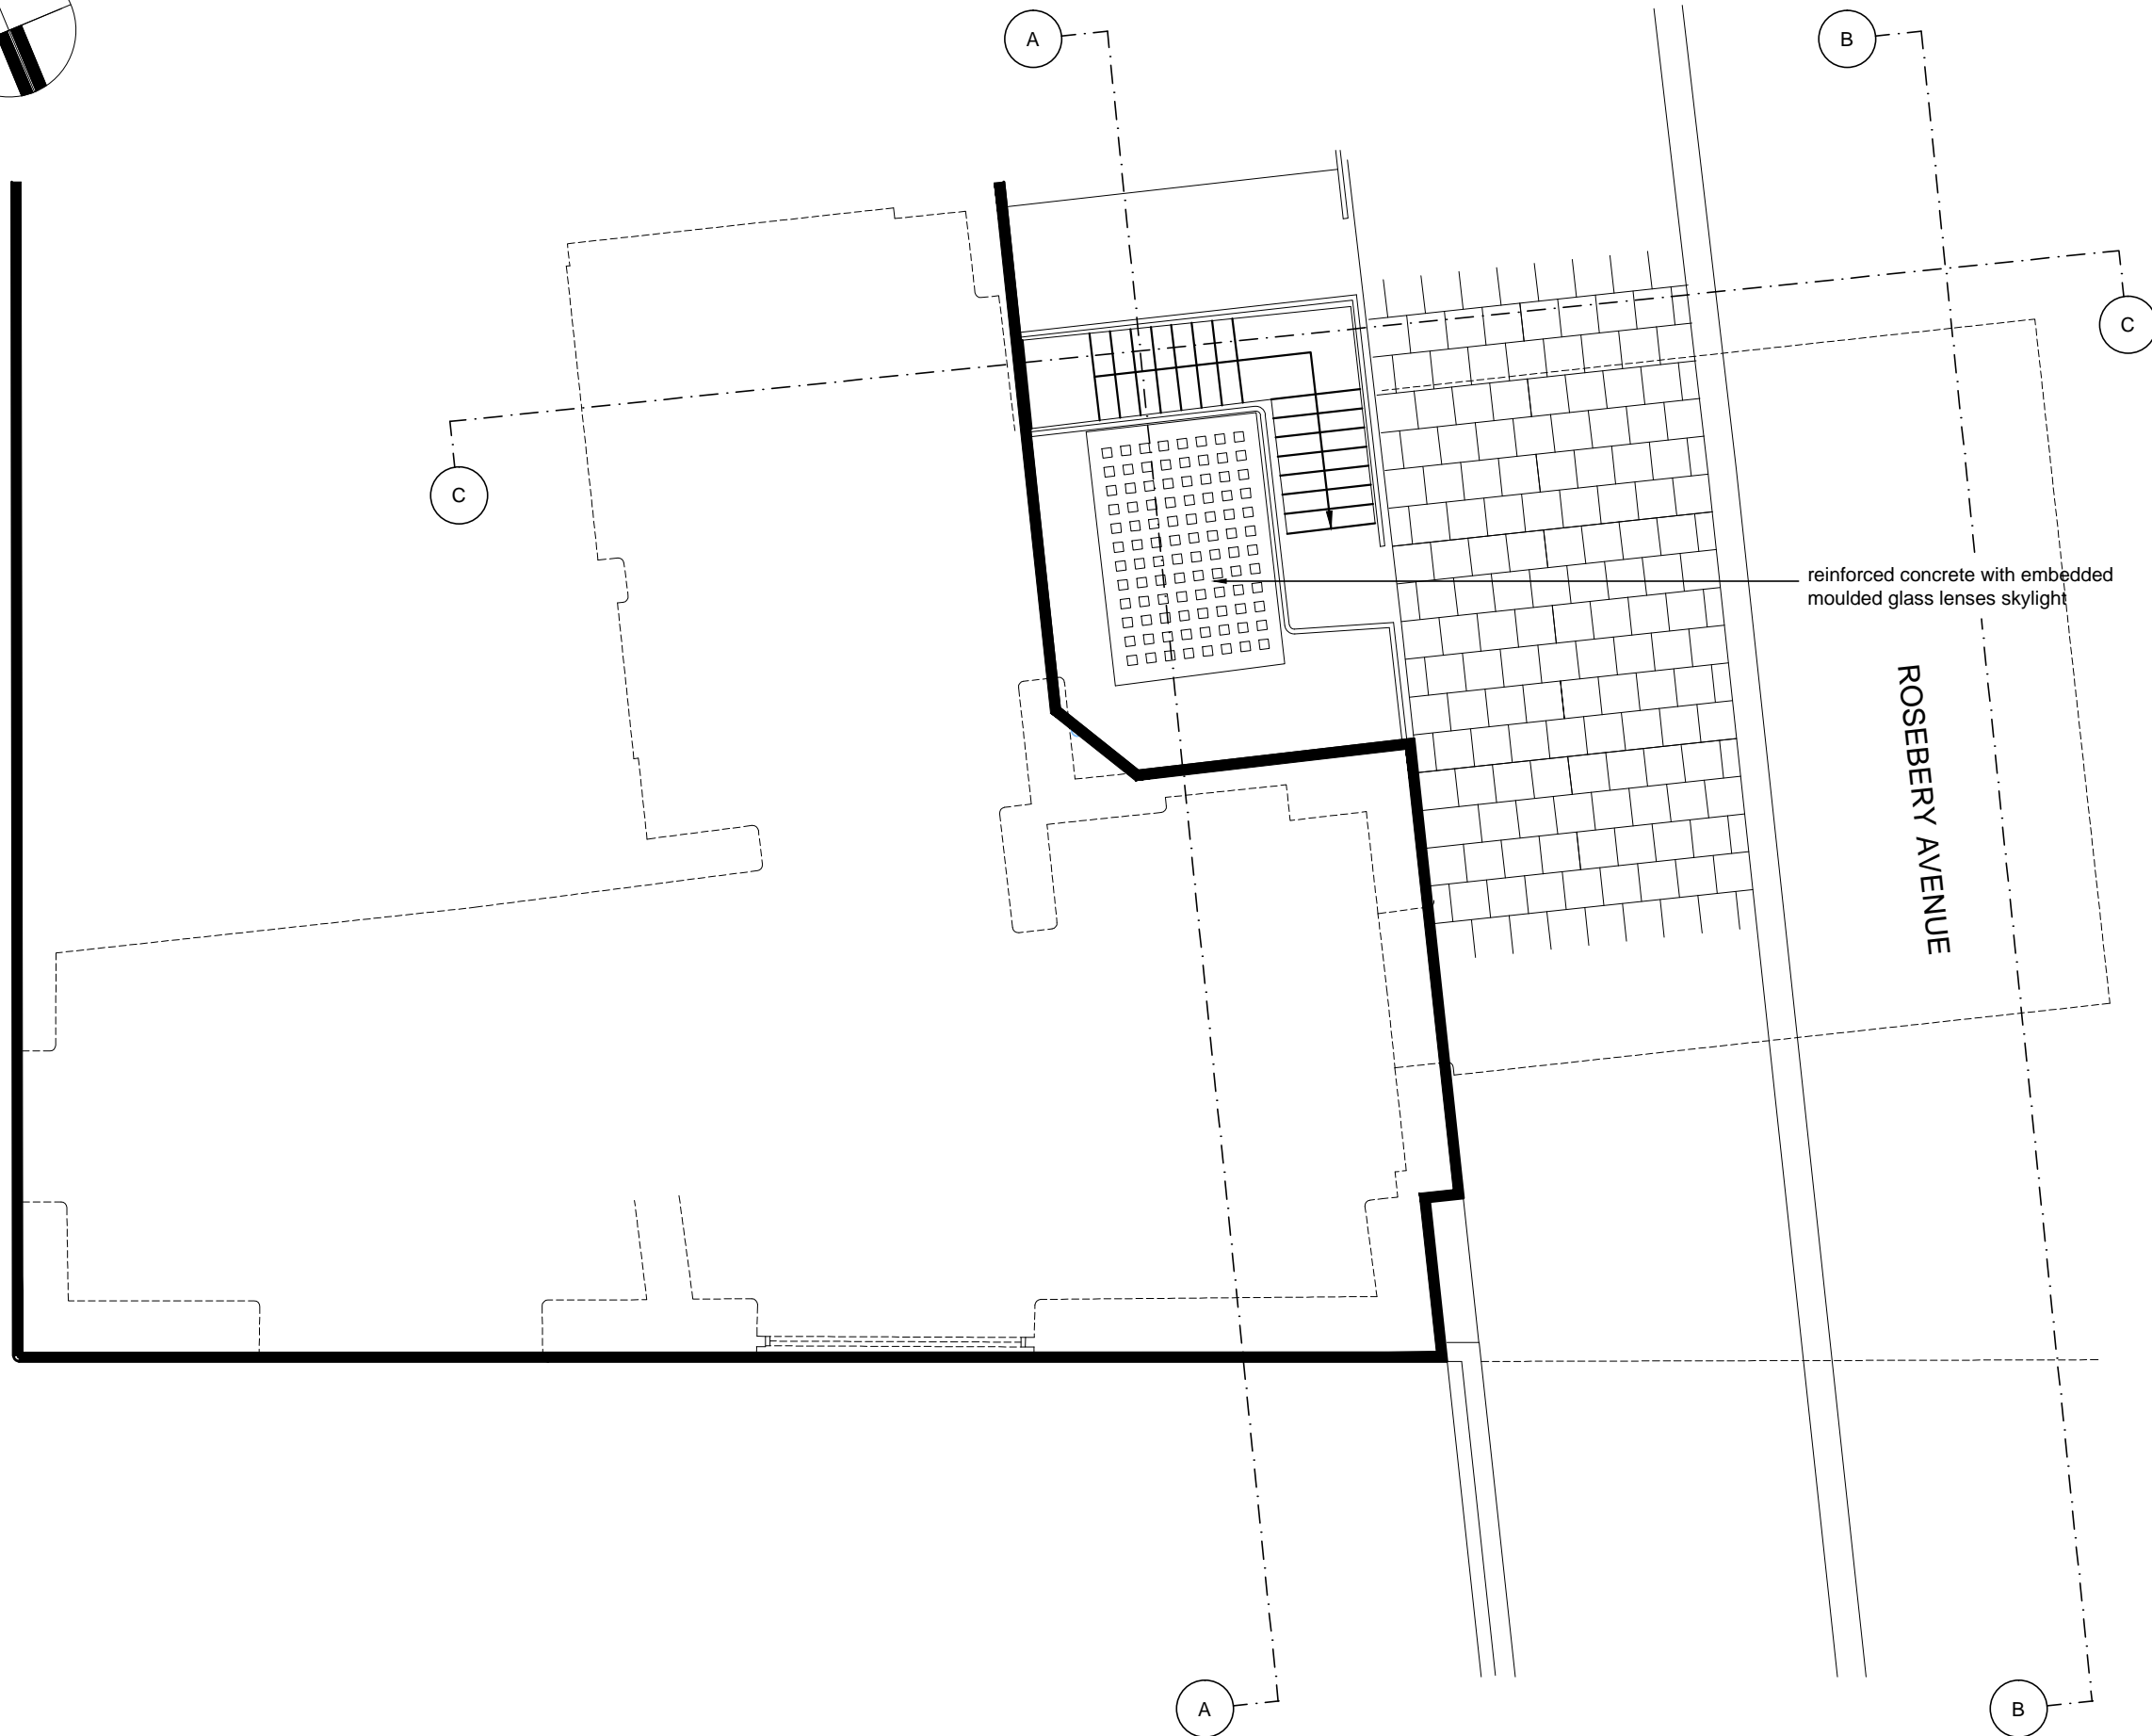 A
B
C
C
reinforced concrete with embedded
moulded glass lenses skylight
ROSEBERY AVENUE
A
B